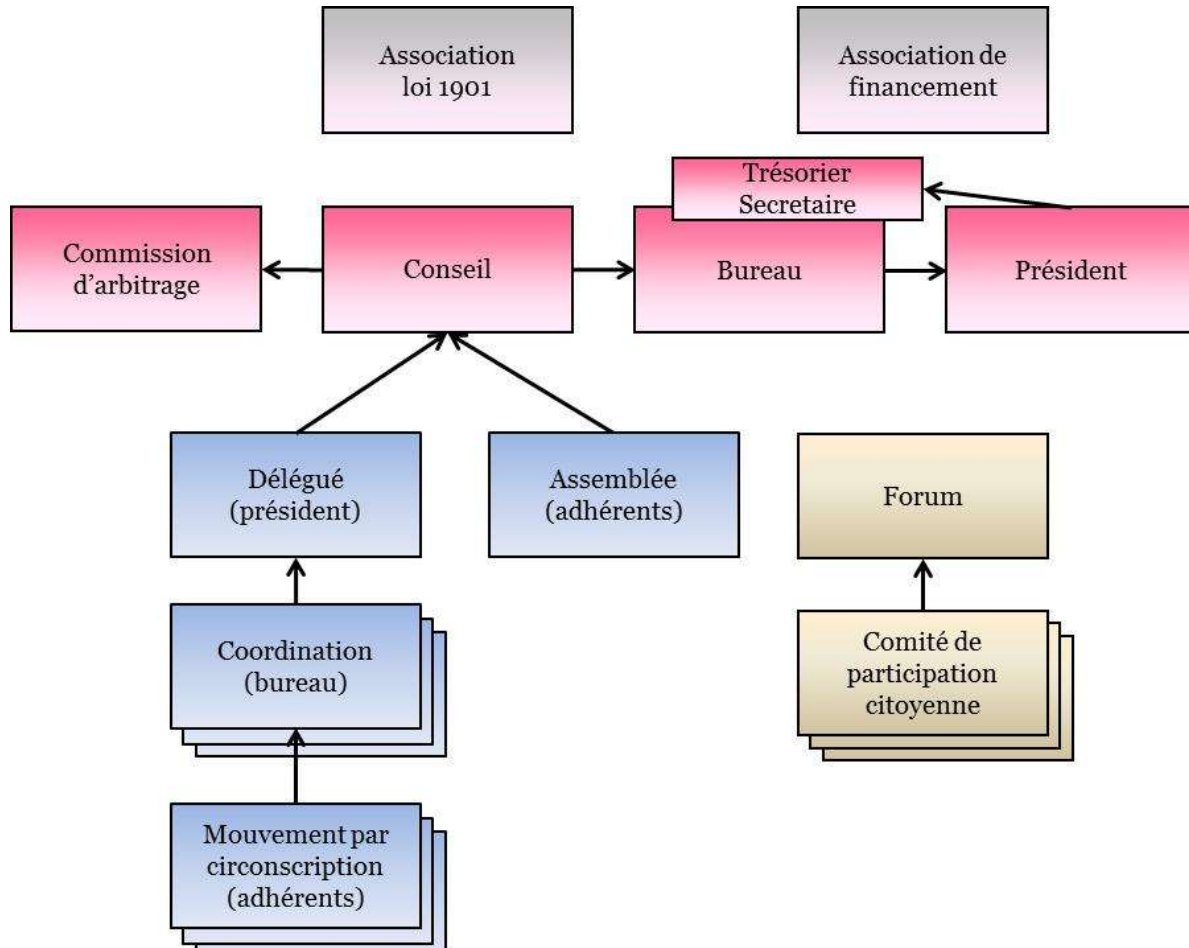 Association
loi 1901
Association de
financement
Trésorier
Secretaire
Commission
d’arbitrage
Conseil
Bureau
Président
Délégué
(président)
Assemblée
(adhérents)
Forum
Coordination
(bureau)
Comité de
participation
citoyenne
Mouvement par
circonscription
(adhérents)